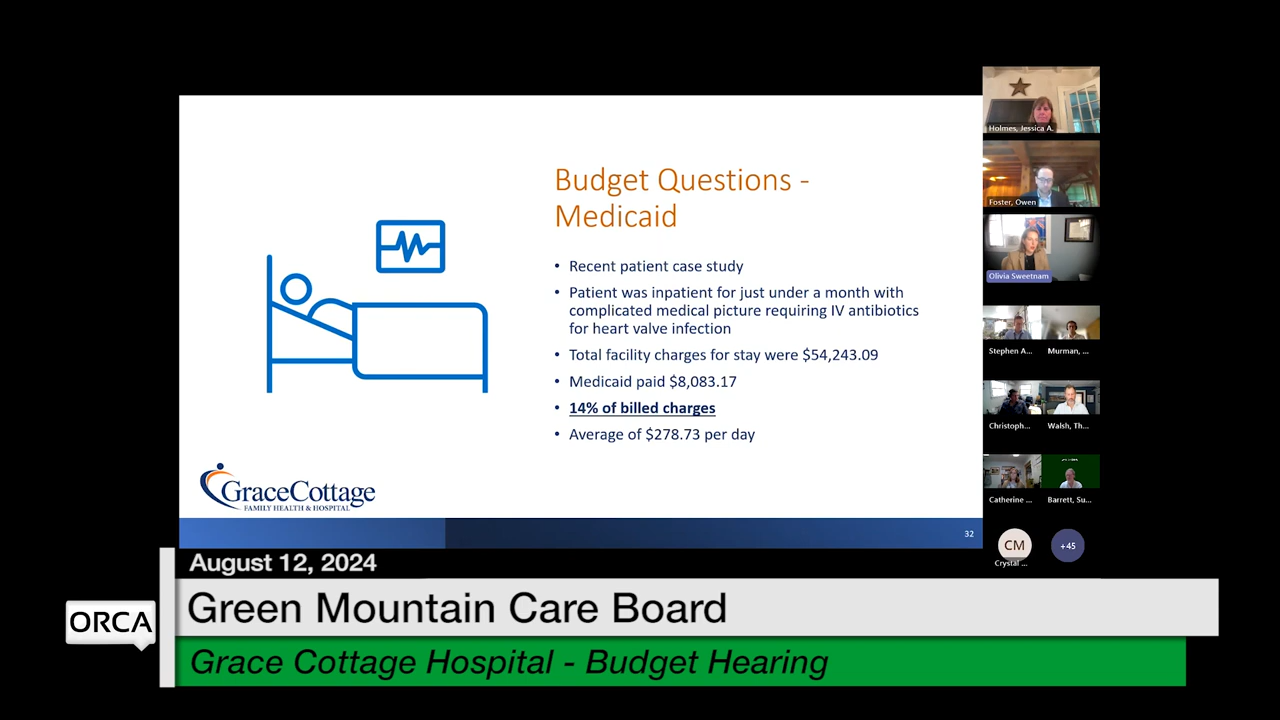 Budget Questions -
Medicaid
• Recent patient case study
• Patient was inpatient for just under a month with
complicated medical picture requiring IV antibiotics
for heart valve infection
• Total facility charges for stay were $54,243.09
• Medicaid paid $8,083.17
• 14% of billed charges
• Average of $278.73 per day
GraceCottage
FAMILY HEALTH & HOSPITAL
32
Holmes, Jessica A.
Foster, Owen
Olivia Sweetnam
Stephen A...
Murman, ...
Christoph...
Walsh, Th...
Catherine ...
Barrett, Su...
CM
+45
Crystal ...
August 12, 2024
ORCA
Green Mountain Care Board
Grace Cottage Hospital - Budget Hearing